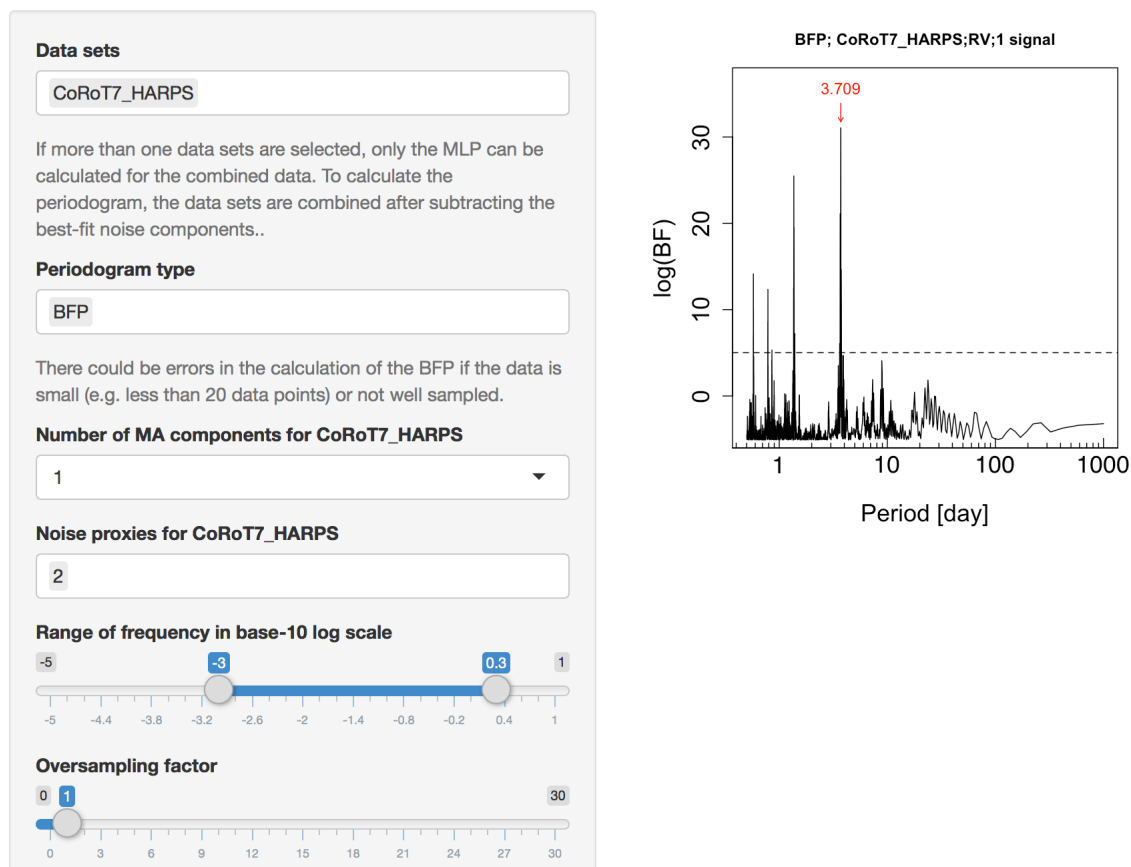 Data sets
CoRoT7_HARPS
If more than one data sets are selected, only the MLP can be
calculated for the combined data. To calculate the
periodogram, the data sets are combined after subtracting the
best-fit noise components..
Periodogram type
BFP
There could be errors in the calculation of the BFP if the data is
small (e.g. less than 20 data points) or not well sampled.
Number of MA components for CoRoT7_HARPS
1
Noise proxies for CoRoT7_HARPS
2
Range of frequency in base-10 log scale
-5 -3 0.3 1
-5 -4.4 -3.8 -3.2 -2.6 -2 -1.4 -0.8 -0.2 0.4 1
Oversampling factor
0 1 30
0 3 6 9 12 15 18 21 24 27 30
BFP; CoRoT7_HARPS;RV;1 signal
3.709
log(BF)
30
20
10
0
1 10 100 1000
Period [day]